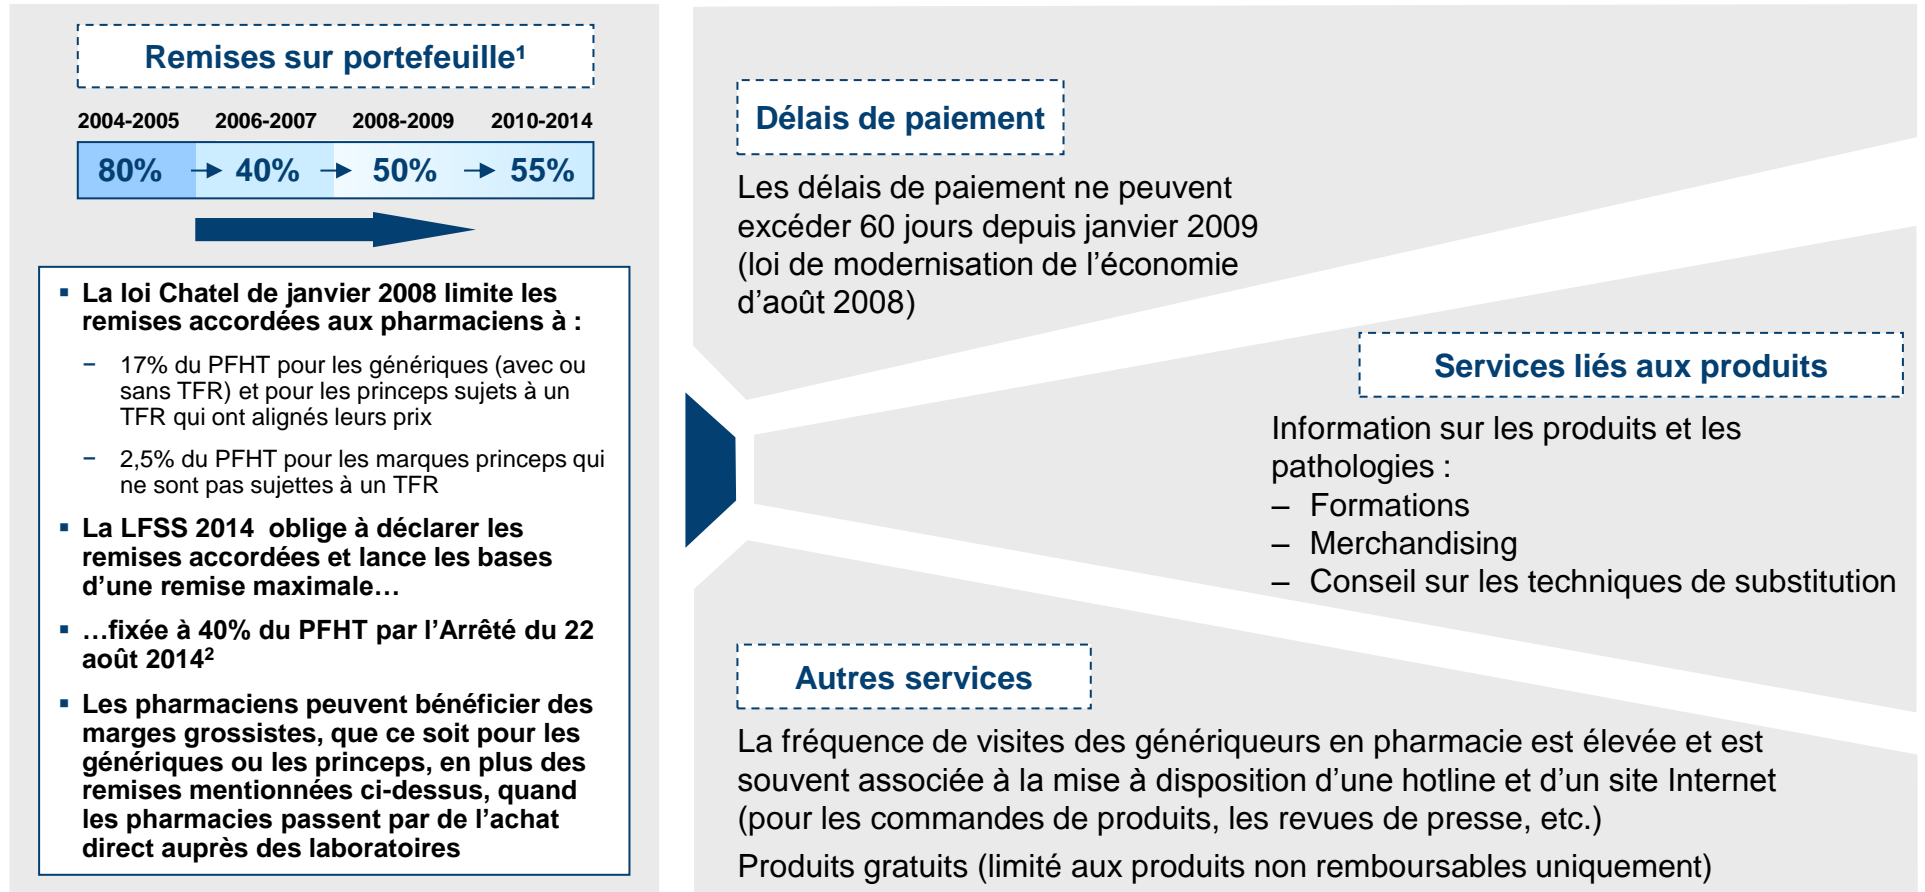 Remises sur portefeuille¹
2004-2005 2006-2007 2008-2009 2010-2014
80% → 40% → 50% → 55%
▪ La loi Chatel de janvier 2008 limite les
remises accordées aux pharmaciens à :
− 17% du PFHT pour les génériques (avec ou
sans TFR) et pour les princeps sujets à un
TFR qui ont alignés leurs prix
− 2,5% du PFHT pour les marques princeps qui
ne sont pas sujettes à un TFR
▪ La LFSS 2014 oblige à déclarer les
remises accordées et lance les bases
d’une remise maximale…
▪ …fixée à 40% du PFHT par l’Arrêté du 22
août 2014²
▪ Les pharmaciens peuvent bénéficier des
marges grossistes, que ce soit pour les
génériques ou les princeps, en plus des
remises mentionnées ci-dessus, quand
les pharmacies passent par de l’achat
direct auprès des laboratoires
Délais de paiement
Les délais de paiement ne peuvent
excéder 60 jours depuis janvier 2009
(loi de modernisation de l’économie
d’août 2008)
Services liés aux produits
Information sur les produits et les
pathologies :
– Formations
– Merchandising
– Conseil sur les techniques de substitution
Autres services
La fréquence de visites des génériqueurs en pharmacie est élevée et est
souvent associée à la mise à disposition d’une hotline et d’un site Internet
(pour les commandes de produits, les revues de presse, etc.)
Produits gratuits (limité aux produits non remboursables uniquement)